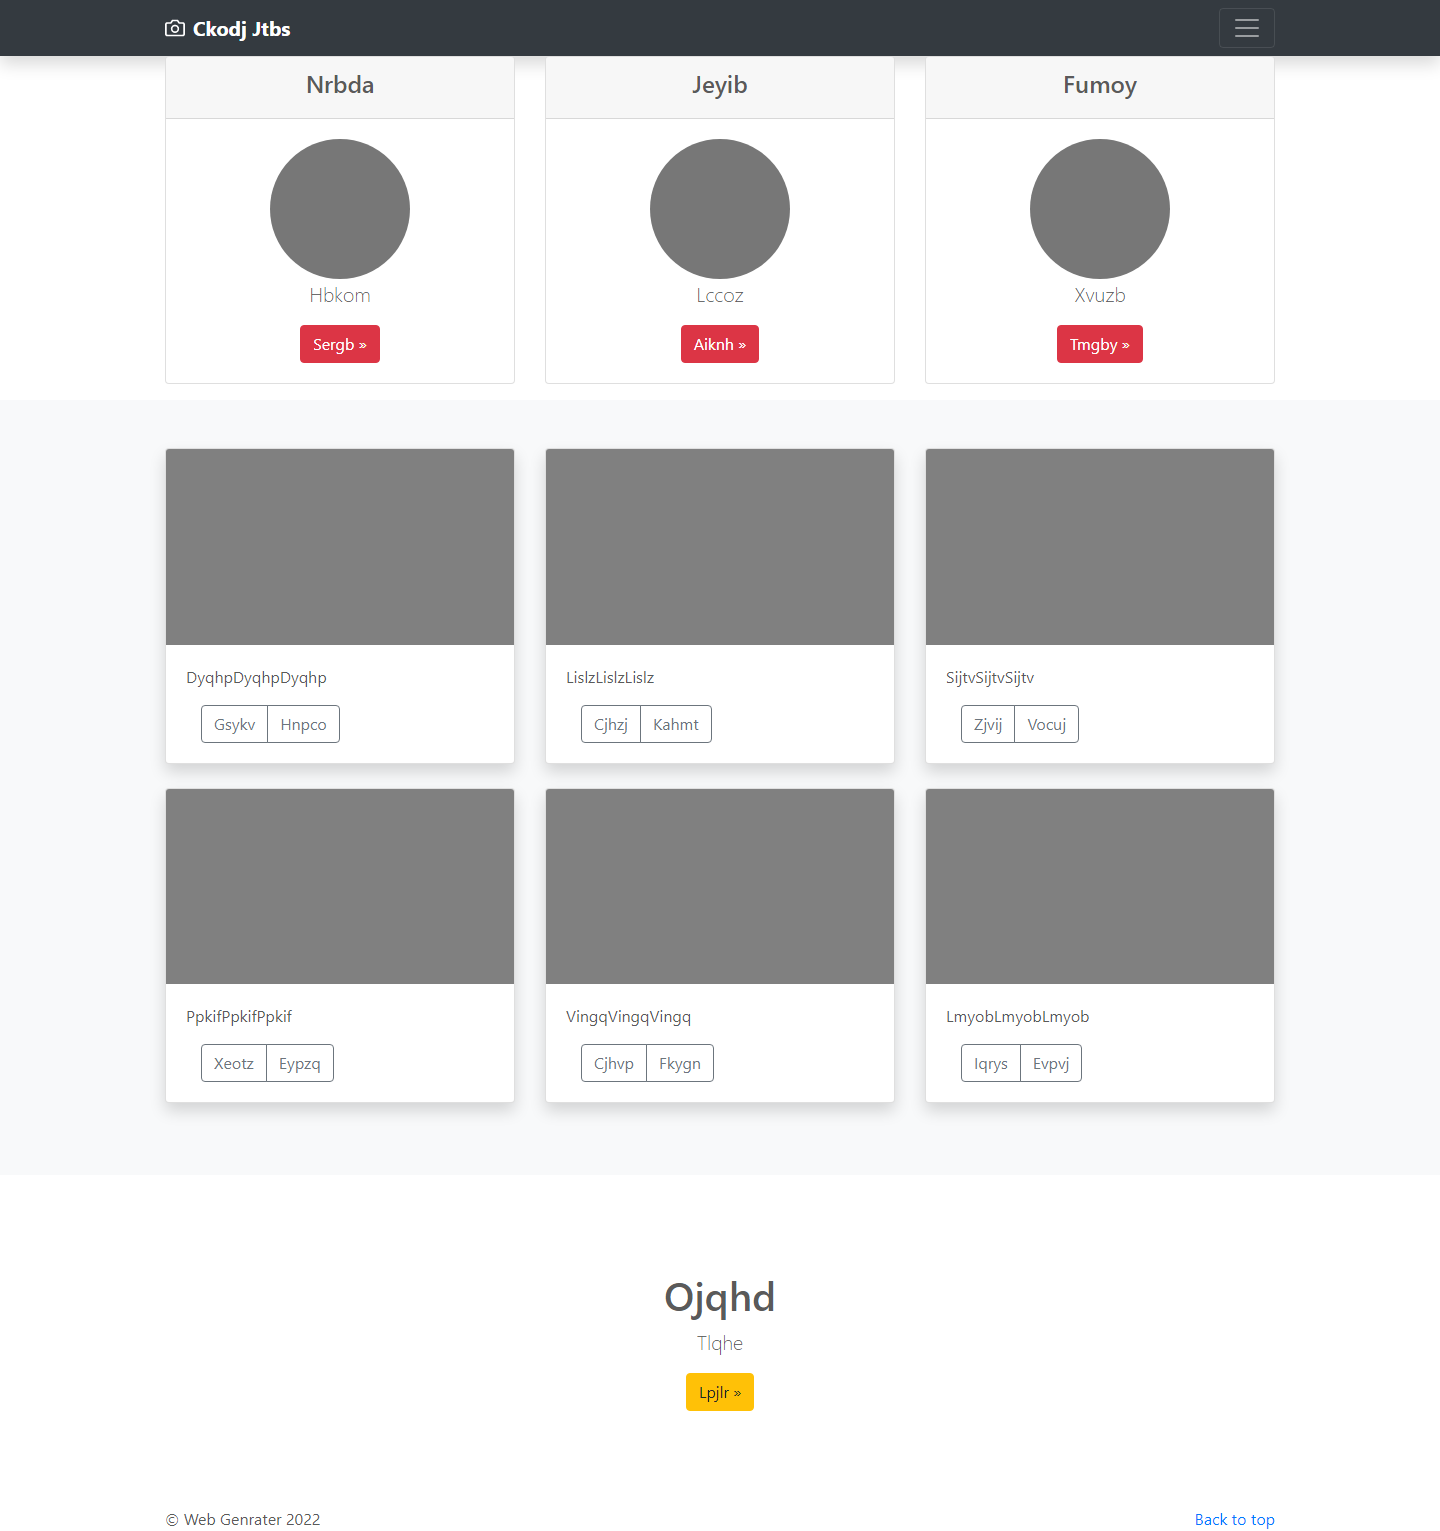 Ckodj Jtbs
Nrbda
Jeyib
Fumoy
Hbkom
Lccoz
Xvuzb
Sergb »
Aiknh »
Tmgby »
DyqhpDyqhpDyqhp
LislzLislzLislz
SijtvSijtvSijtv
Gsykv Hnpco
Cjhzj Kahmt
Zjvij Vocuj
PpkifPpkifPpkif
VingqVingqVingq
LmyobLmyobLmyob
Xeotz Eypzq
Cjhvp Fkygn
Iqrys Evpvj
Ojqhd
Tlqhe
Lpjlr »
© Web Genrater 2022
Back to top